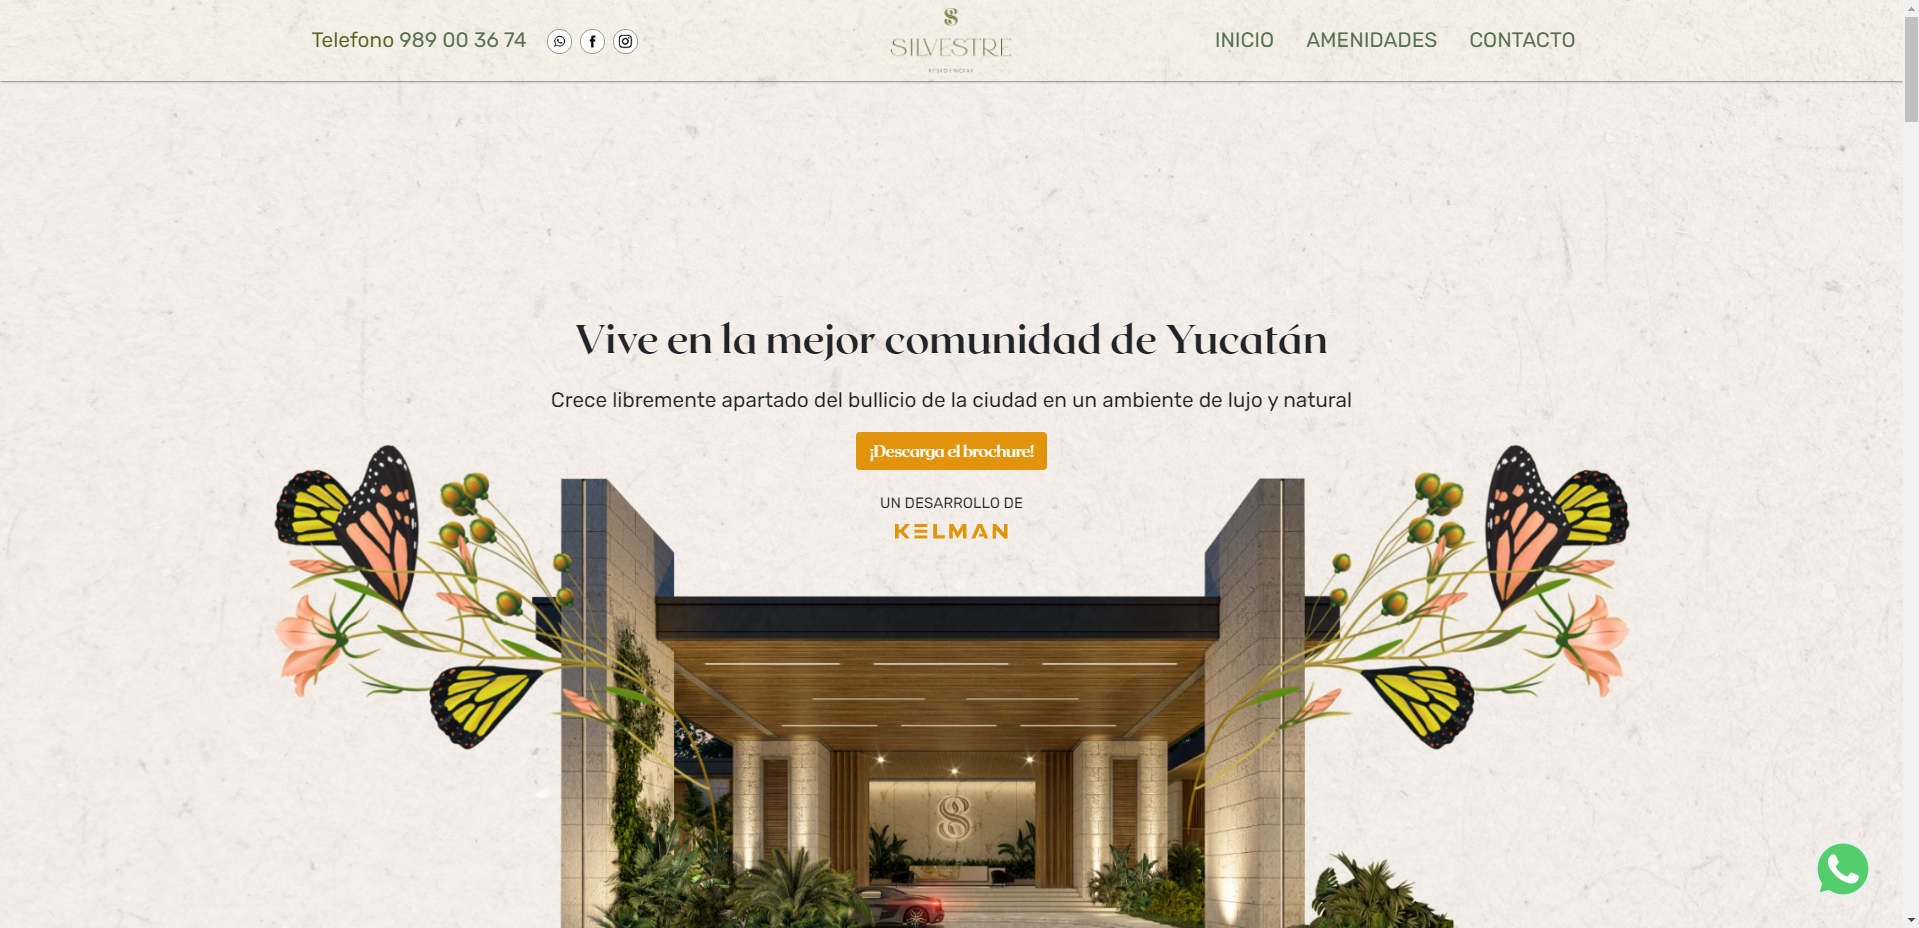 Telefono 989 00 36 74
SILVESTRE
RESIDENCIAL
INICIO
AMENIDADES
CONTACTO
Vive en la mejor comunidad de Yucatán
Crece libremente apartado del bullicio de la ciudad en un ambiente de lujo y natural
¡Descarga el brochure!
UN DESARROLLO DE
KELMAN